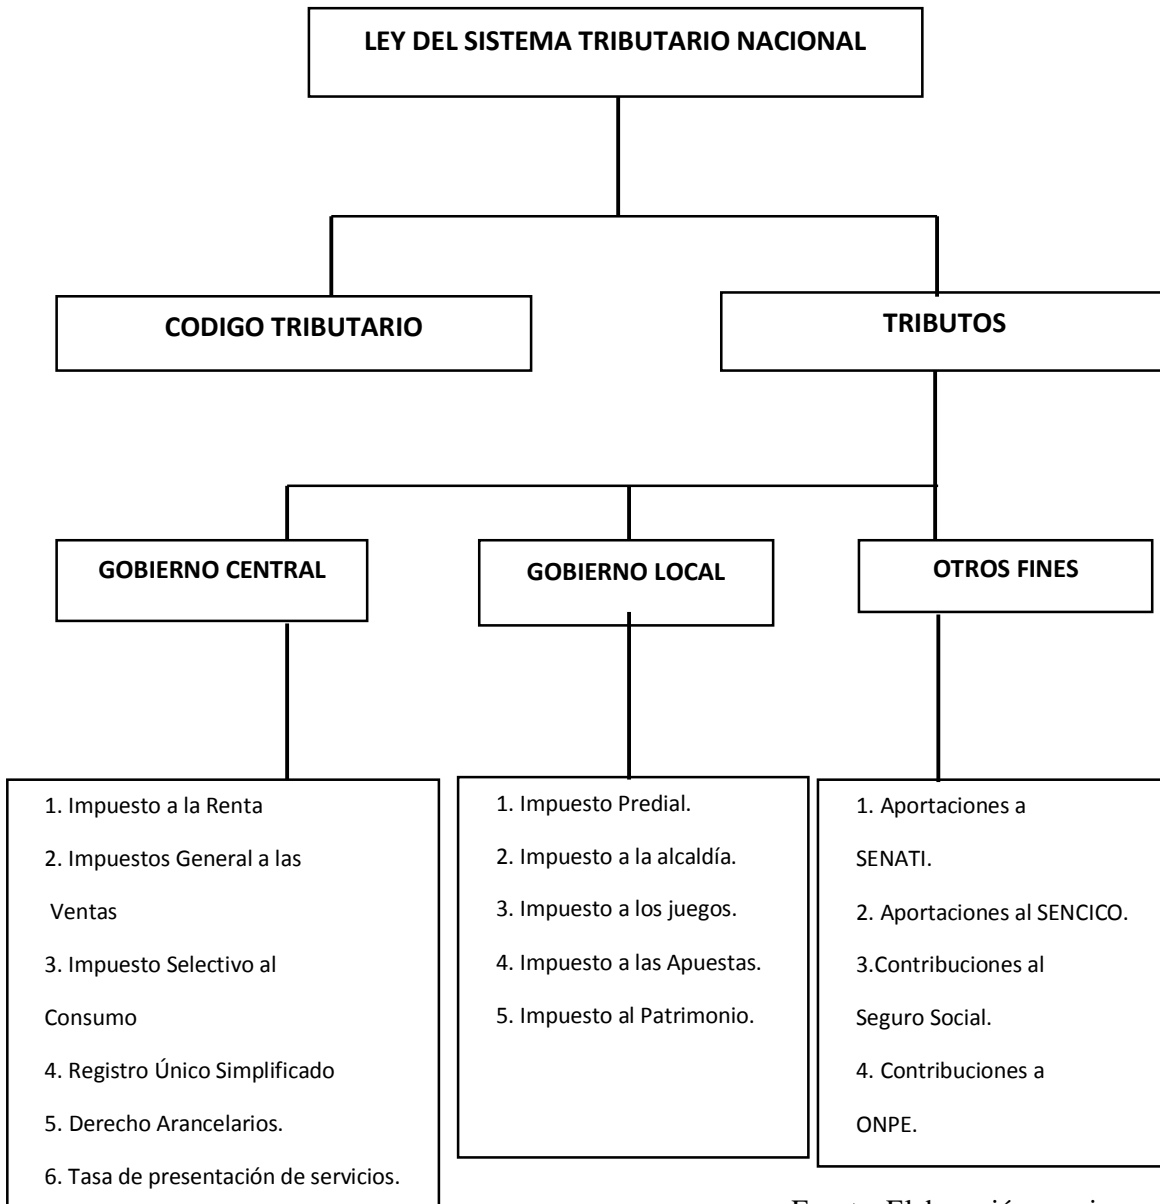 LEY DEL SISTEMA TRIBUTARIO NACIONAL
CODIGO TRIBUTARIO
TRIBUTOS
GOBIERNO CENTRAL
GOBIERNO LOCAL
OTROS FINES
1. Impuesto a la Renta
2. Impuestos General a las
Ventas
3. Impuesto Selectivo al
Consumo
4. Registro Único Simplificado
5. Derecho Arancelarios.
6. Tasa de presentación de servicios.
1. Impuesto Predial.
2. Impuesto a la alcaldía.
3. Impuesto a los juegos.
4. Impuesto a las Apuestas.
5. Impuesto al Patrimonio.
1. Aportaciones a
SENATI.
2. Aportaciones al SENCICO.
3.Contribuciones al
Seguro Social.
4. Contribuciones a
ONPE.